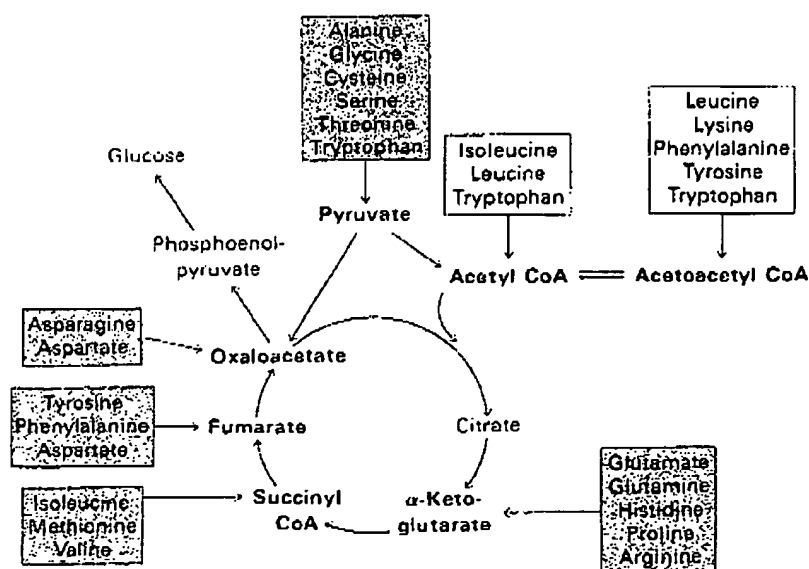 Alanine
Glycine
Cysteine
Serine
Threonine
Tryptophan
Leucine
Lysine
Phenylalanine
Tyrosine
Tryptophan
Isoleucine
Leucine
Tryptophan
Glucose
Pyruvate
Phosphoenol-
pyruvate
Acetyl CoA
Acetoacetyl CoA
Asparagine
Aspartate
Oxaloacetate
Tyrosine
Phenylalanine
Aspartate
Fumarate
Citrate
Isoleucine
Methionine
Valine
Succinyl
CoA
α-Keto-
glutarate
Glutamate
Glutamine
Histidine
Proline
Arginine